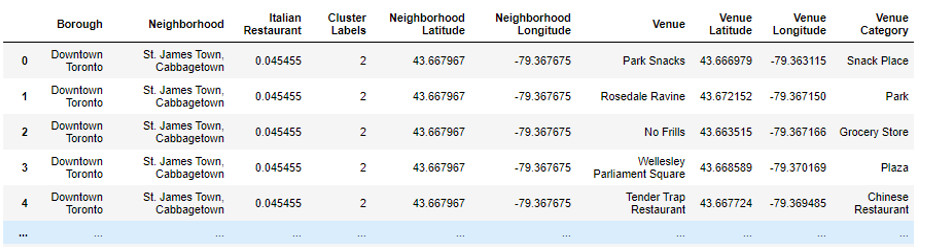 Borough Neighborhood Italian Restaurant Cluster Labels Neighborhood Latitude Neighborhood Longitude Venue Venue Latitude Venue Longitude Venue Category
0 Downtown Toronto St. James Town, Cabbagetown 0.045455 2 43.667967 -79.367675 Park Snacks 43.666979 -79.363115 Snack Place
1 Downtown Toronto St. James Town, Cabbagetown 0.045455 2 43.667967 -79.367675 Rosedale Ravine 43.672152 -79.367150 Park
2 Downtown Toronto St. James Town, Cabbagetown 0.045455 2 43.667967 -79.367675 No Frills 43.663515 -79.367166 Grocery Store
3 Downtown Toronto St. James Town, Cabbagetown 0.045455 2 43.667967 -79.367675 Wellesley Parliament Square 43.668589 -79.370169 Plaza
4 Downtown Toronto St. James Town, Cabbagetown 0.045455 2 43.667967 -79.367675 Tender Trap Restaurant 43.667724 -79.369485 Chinese Restaurant
... ... ... ... ... ... ... ... ... ... ...